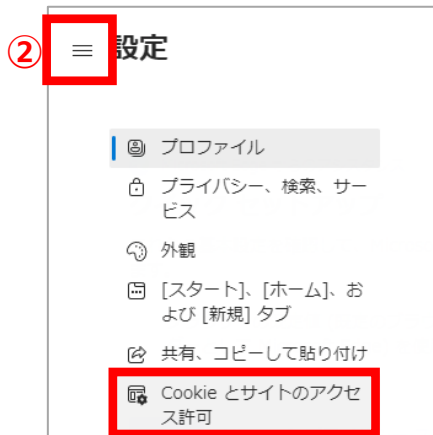 ② 設定
プロファイル
プライバシー、検索、サー
ビス
外観
[スタート]、[ホーム]、お
よび [新規] タブ
共有、コピーして貼り付け
Cookie とサイトのアクセ
ス許可